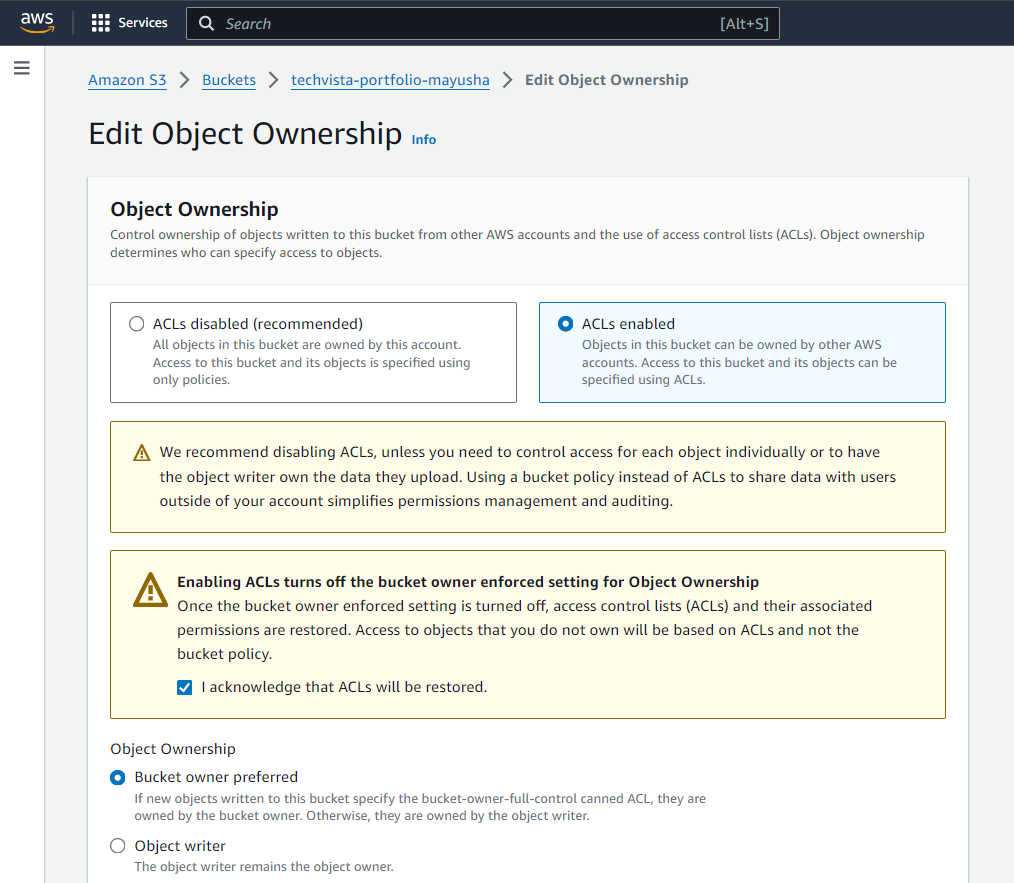 aws Services Search [Alt+S]
Amazon S3 > Buckets > techvista-portfolio-mayusha > Edit Object Ownership
Edit Object Ownership Info
Object Ownership
Control ownership of objects written to this bucket from other AWS accounts and the use of access control lists (ACLs). Object ownership
determines who can specify access to objects.
ACLs disabled (recommended)
All objects in this bucket are owned by this account.
Access to this bucket and its objects is specified using
only policies.
ACLs enabled
Objects in this bucket can be owned by other AWS
accounts. Access to this bucket and its objects can be
specified using ACLs.
We recommend disabling ACLs, unless you need to control access for each object individually or to have
the object writer own the data they upload. Using a bucket policy instead of ACLs to share data with users
outside of your account simplifies permissions management and auditing.
Enabling ACLs turns off the bucket owner enforced setting for Object Ownership
Once the bucket owner enforced setting is turned off, access control lists (ACLs) and their associated
permissions are restored. Access to objects that you do not own will be based on ACLs and not the
bucket policy.
I acknowledge that ACLs will be restored.
Object Ownership
Bucket owner preferred
If new objects written to this bucket specify the bucket-owner-full-control canned ACL, they are
owned by the bucket owner. Otherwise, they are owned by the object writer.
Object writer
The object writer remains the object owner.